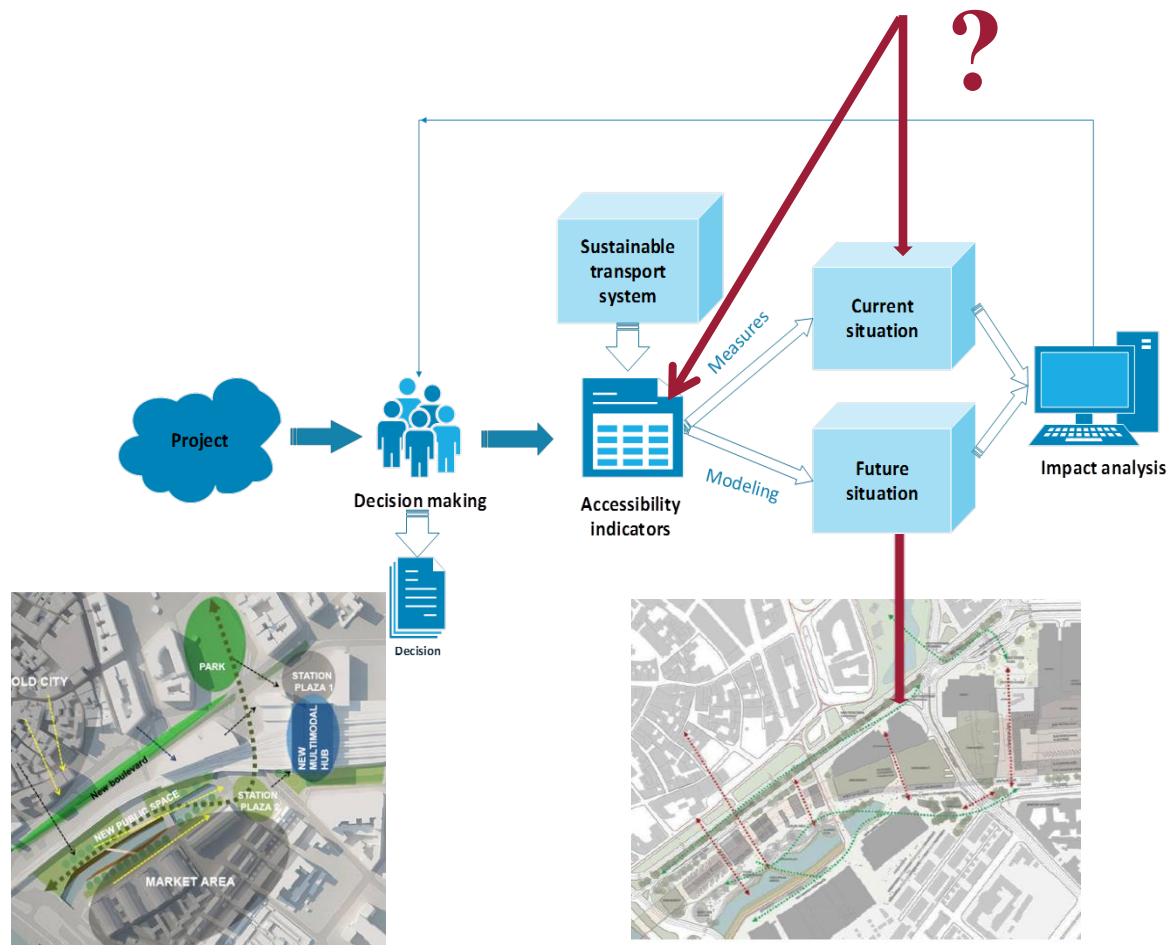 ?
Sustainable
transport
system
Current
situation
Measures
Project
Decision making
Accessibility
indicators
Modeling
Future
situation
Impact analysis
Decision
OLD CITY
PARK
STATION
PLAZA 1
NEW
MULTIMODAL
HUB
New boulevard
NEW PUBLIC SPACE
STATION
PLAZA 2
MARKET AREA